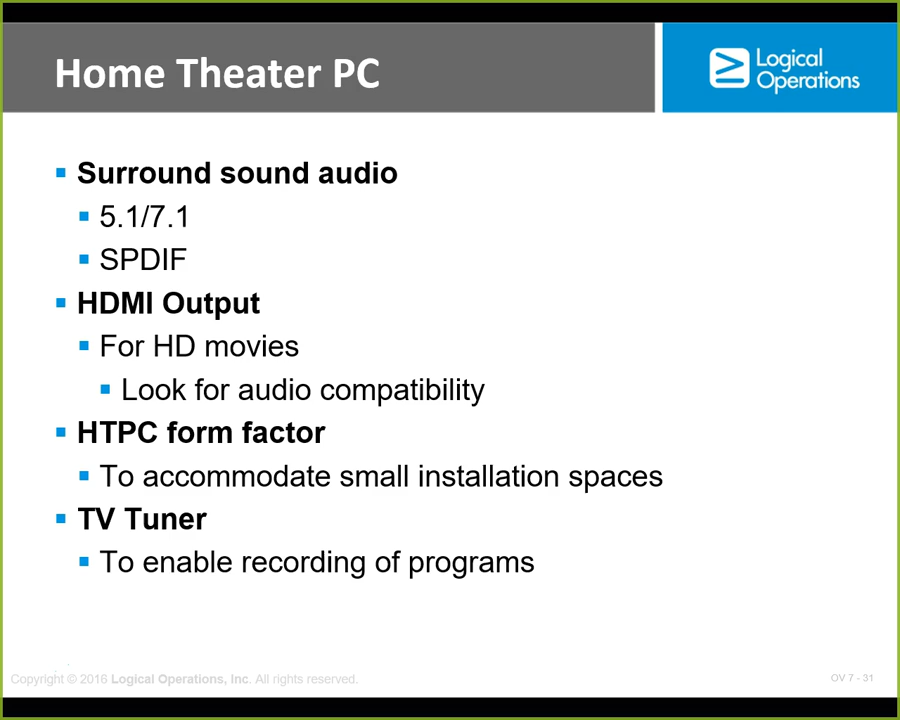 Home Theater PC
Logical
Operations
Surround sound audio
5.1/7.1
SPDIF
HDMI Output
For HD movies
Look for audio compatibility
HTPC form factor
To accommodate small installation spaces
TV Tuner
To enable recording of programs
Copyright © 2016 Logical Operations, Inc. All rights reserved.
OV 7 - 31